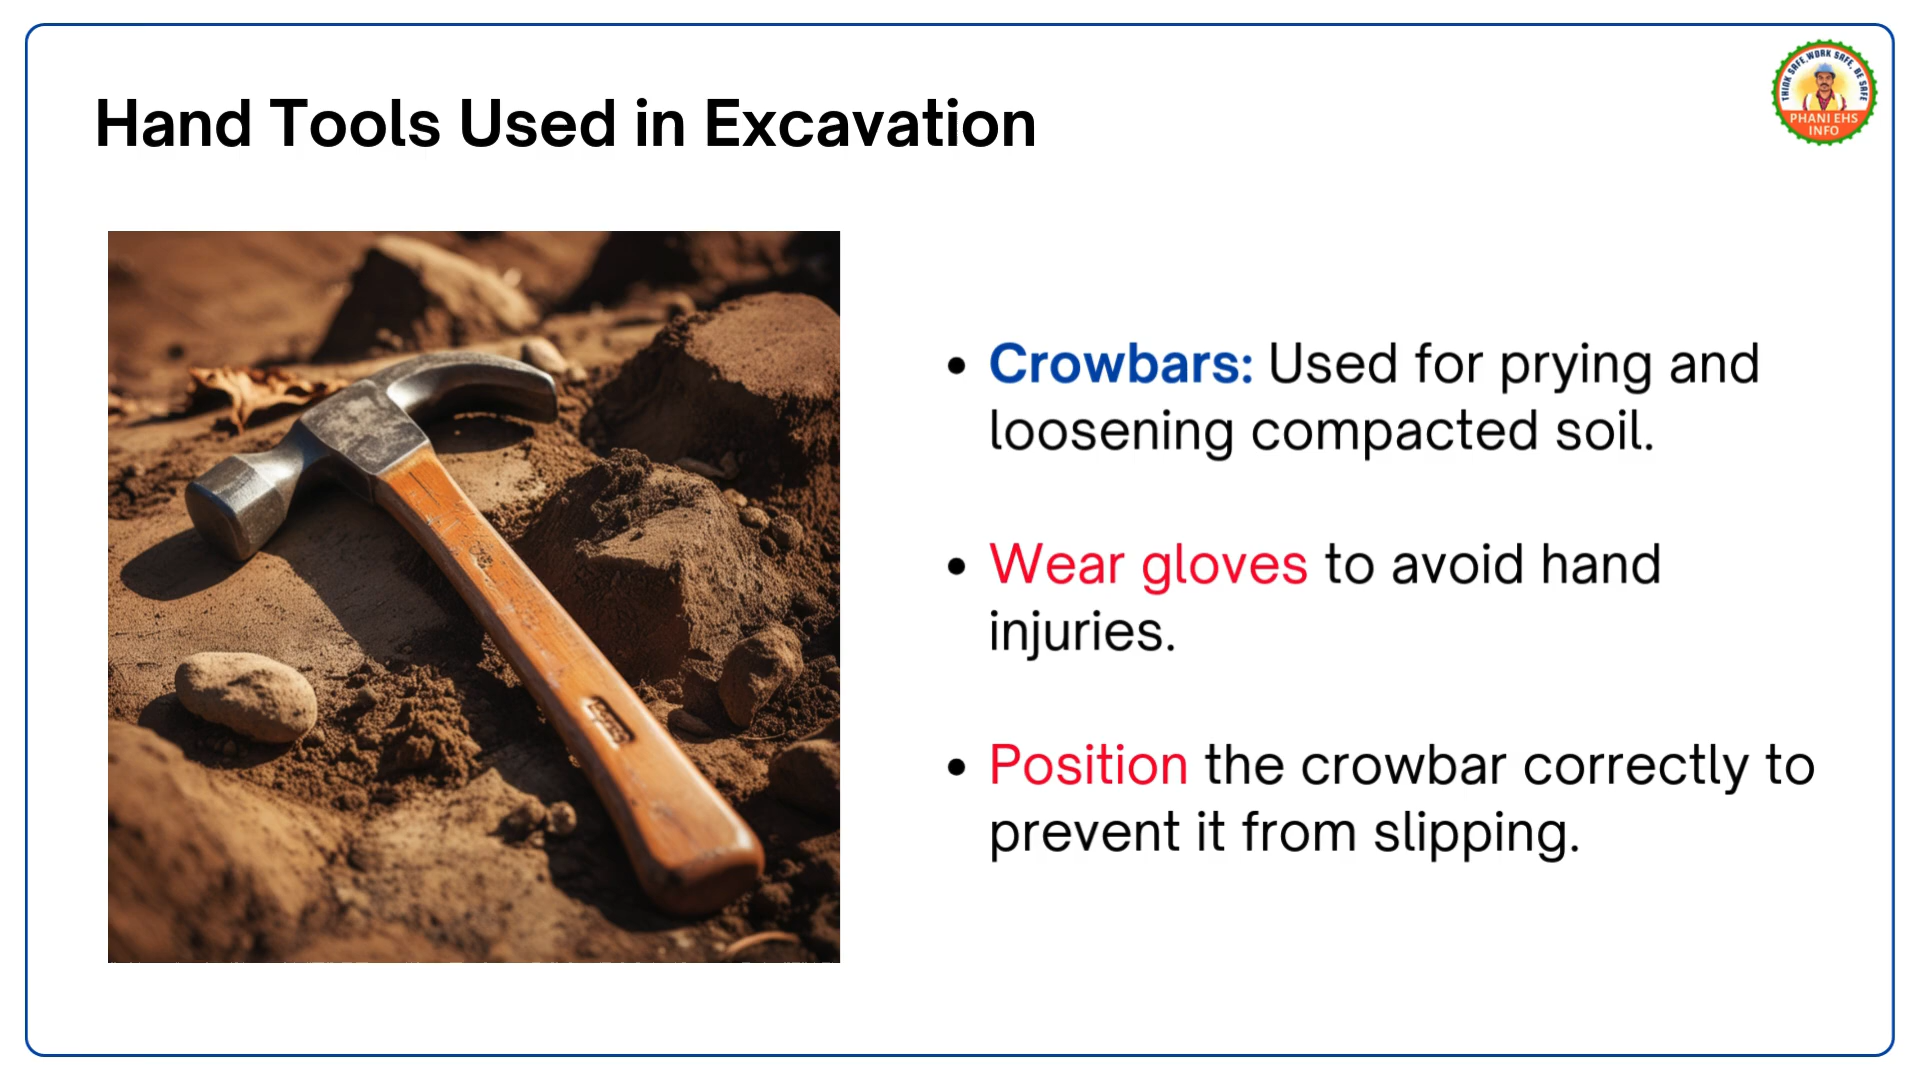 Hand Tools Used in Excavation
THINK SAFE, WORK SAFE, BE SAFE
PHANI EHS
INFO
• Crowbars: Used for prying and
loosening compacted soil.
• Wear gloves to avoid hand
injuries.
• Position the crowbar correctly to
prevent it from slipping.